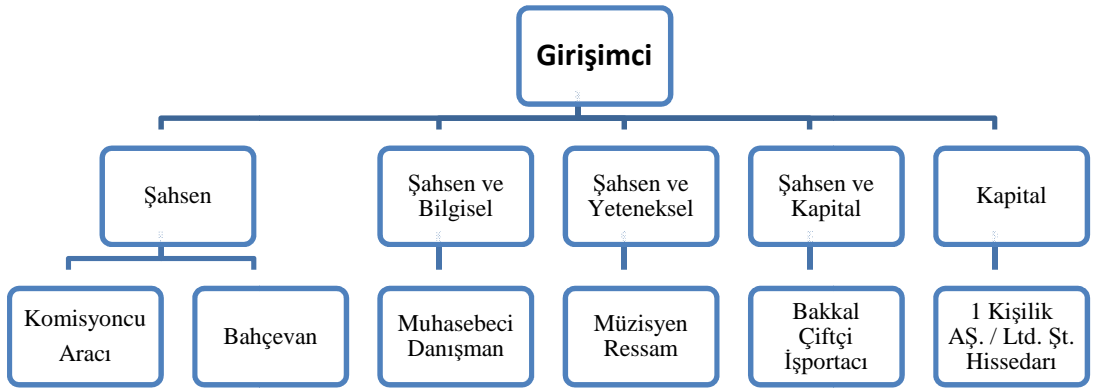 Girişimci
Şahsen
Şahsen ve
Bilgisel
Şahsen ve
Yeteneksel
Şahsen ve
Kapital
Kapital
Komisyoncu
Aracı
Bahçevan
Muhasebeci
Danışman
Müzisyen
Ressam
Bakkal
Çiftçi
İşportacı
1 Kişilik
AŞ. / Ltd. Şt.
Hissedarı